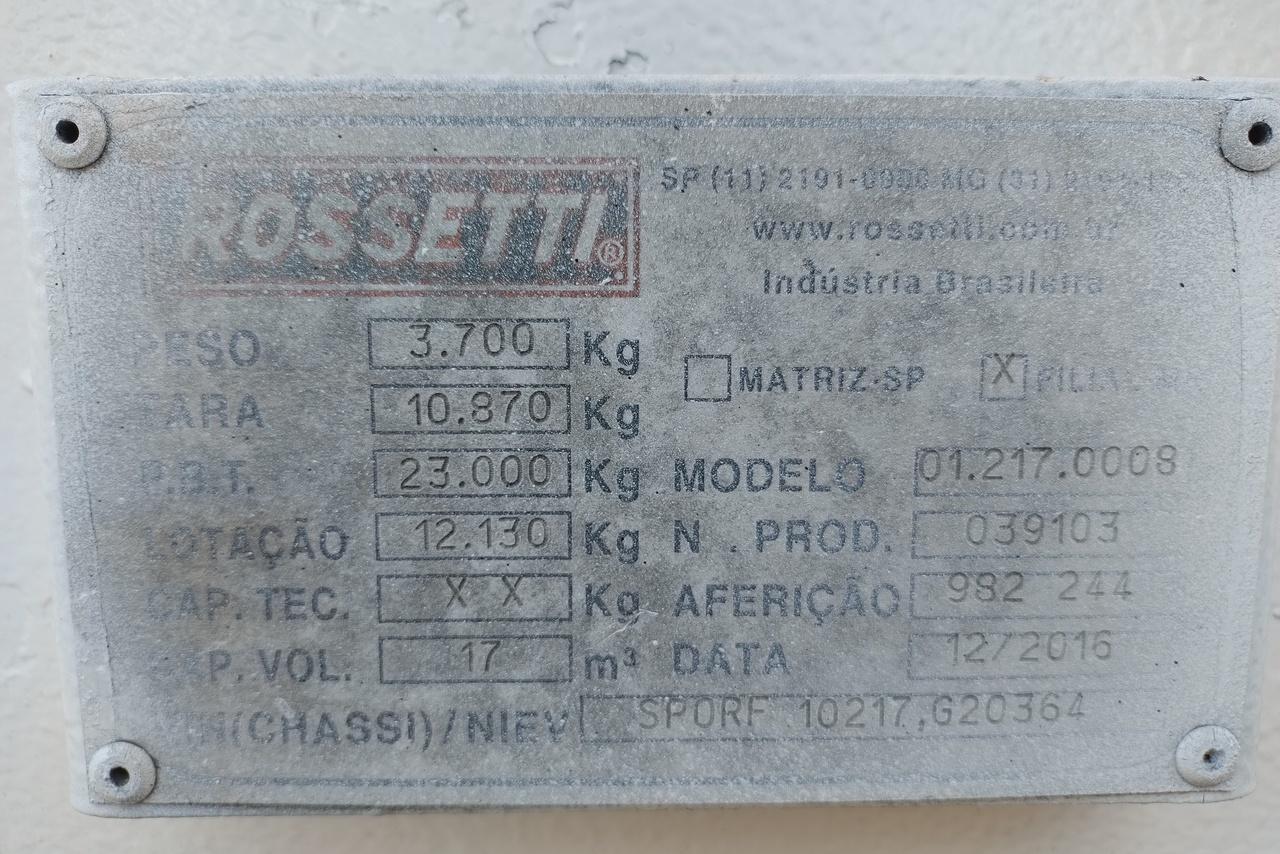 ROSSETTI®
SP (11) 2191-0900 MG (31)
www.rossetti.com.br
Indústria Brasileira
PESO 3.700 Kg
TARA 10.870 Kg
P.B.T. 23.000 Kg
LOTAÇÃO 12.130 Kg
CAP. TEC. X X Kg
CAP. VOL. 17 m³
MATRIZ-SP X FILIAL
MODELO 01.217.0008
N . PROD. 039103
AFERIÇÃO 982 244
DATA 12/2016
VIN(CHASSI)/NIEV SPORF 10217,G20364